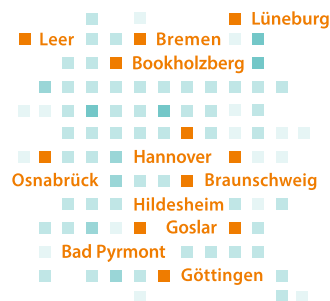 Lüneburg
Leer Bremen
Bookholzberg
Hannover
Osnabrück Braunschweig
Hildesheim
Goslar
Bad Pyrmont
Göttingen